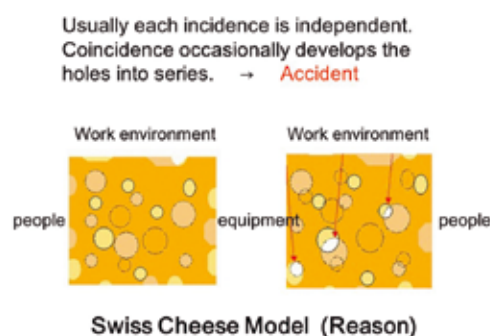 Usually each incidence is independent.
Coincidence occasionally develops the
holes into series. → Accident
Work environment Work environment
people equipment people
Swiss Cheese Model (Reason)